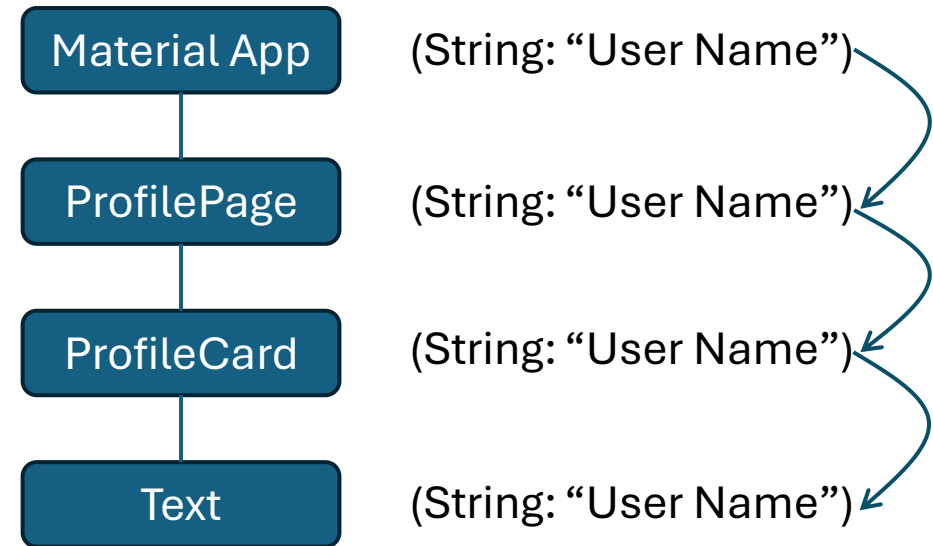 Material App (String: “User Name”)
ProfilePage (String: “User Name”)
ProfileCard (String: “User Name”)
Text (String: “User Name”)